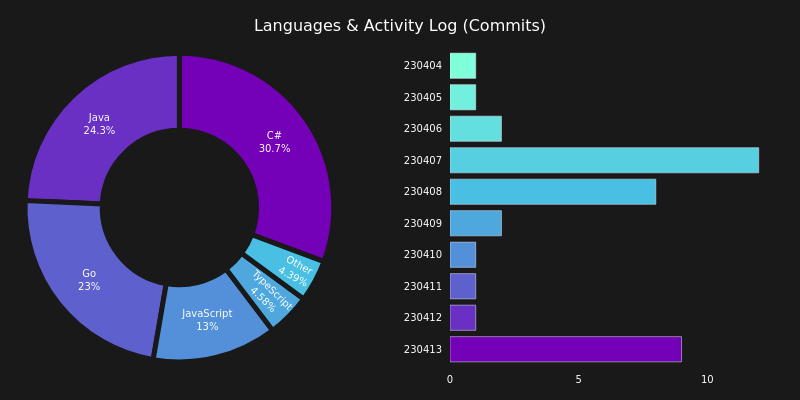 Languages & Activity Log (Commits)
C#
30.7%
Java
24.3%
Go
23%
JavaScript
13%
TypeScript
4.58%
Other
4.39%
230404
230405
230406
230407
230408
230409
230410
230411
230412
230413
0 5 10